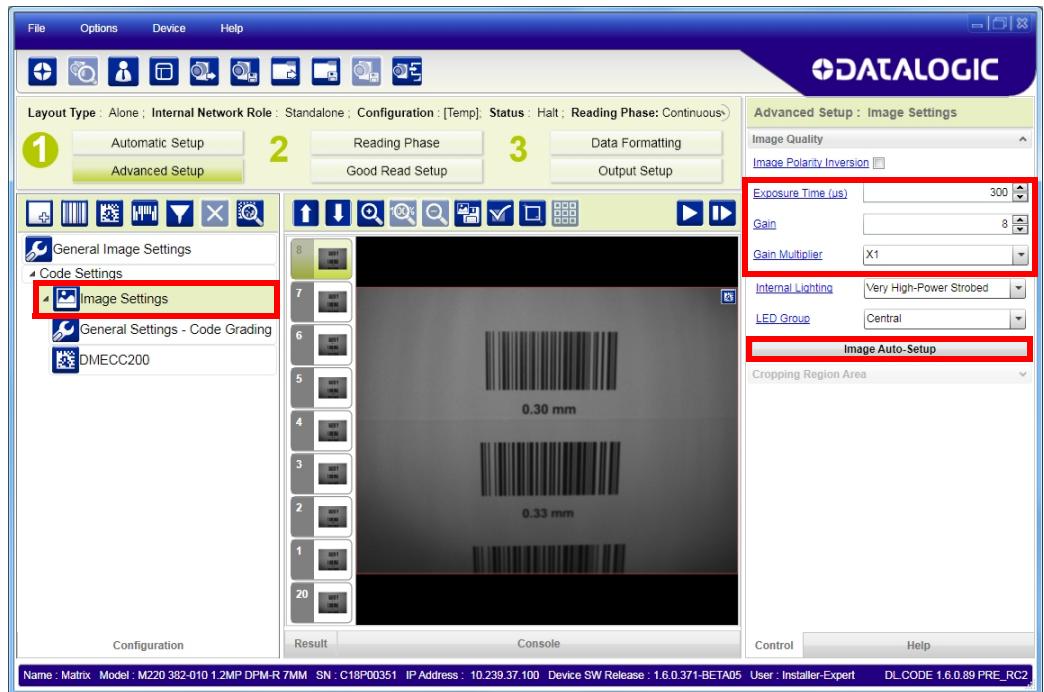 File Options Device Help
DATALOGIC
Layout Type : Alone ; Internal Network Role : Standalone ; Configuration : [Temp]; Status : Halt ; Reading Phase: Continuous
1 Automatic Setup
Advanced Setup
2 Reading Phase
Good Read Setup
3 Data Formatting
Output Setup
General Image Settings
Code Settings
Image Settings
General Settings - Code Grading
DMECC200
Configuration
100%
8
7
6
5
4
3
2
1
20
0.30 mm
0.33 mm
Result Console
Advanced Setup : Image Settings
Image Quality
Image Polarity Inversion
Exposure Time (us) 300
Gain 8
Gain Multiplier X1
Internal Lighting Very High-Power Strobed
LED Group Central
Image Auto-Setup
Cropping Region Area
Control Help
Name : Matrix Model : M220 382-010 1.2MP DPM-R 7MM SN : C18P00351 IP Address : 10.239.37.100 Device SW Release : 1.6.0.371-BETA05 User : Installer-Expert DL.CODE 1.6.0.89 PRE_RC2